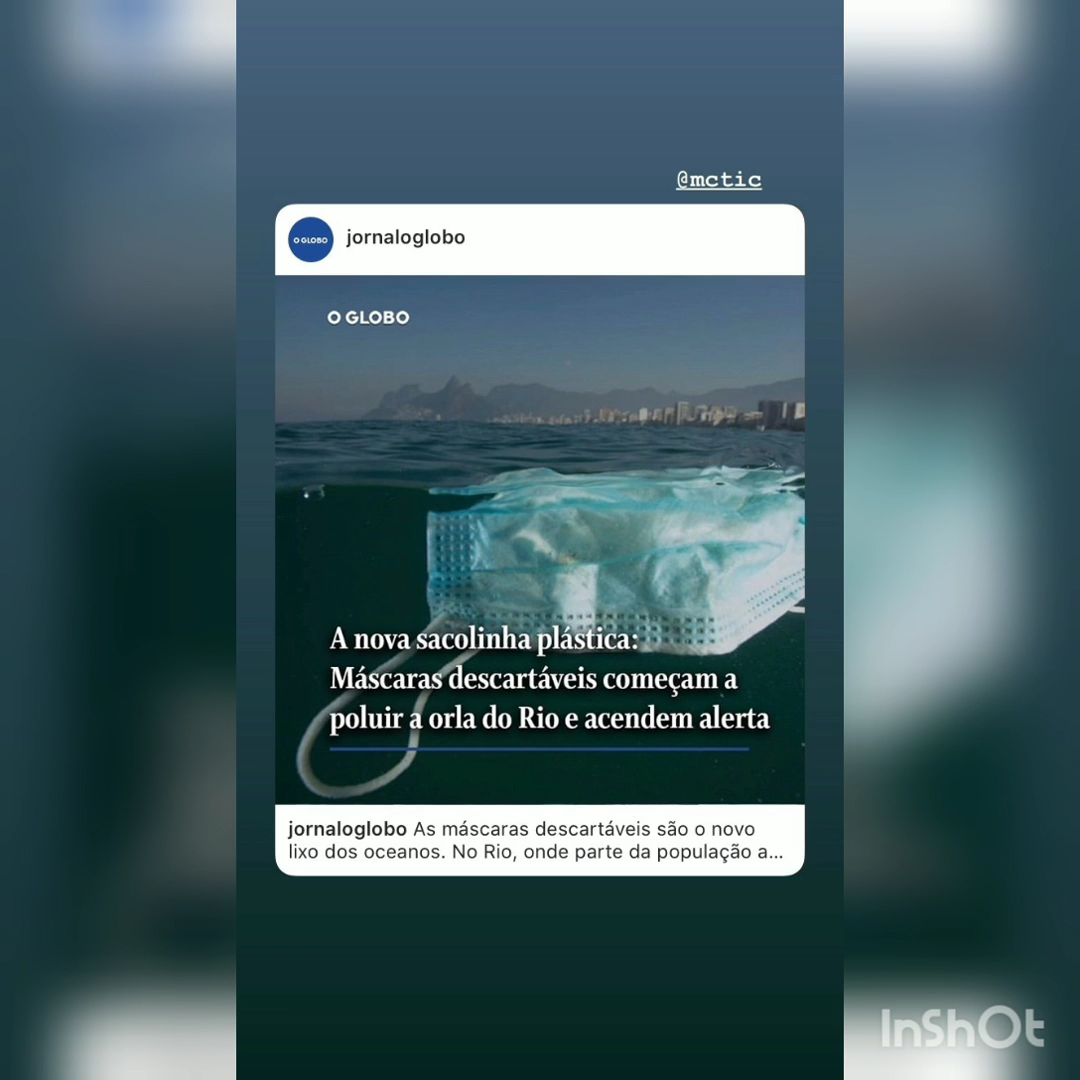 @mctic
O GLOBO
jornaloglobo
O GLOBO
A nova sacolinha plástica:
Máscaras descartáveis começam a
poluir a orla do Rio e acendem alerta
jornaloglobo As máscaras descartáveis são o novo
lixo dos oceanos. No Rio, onde parte da população a...
InShOt